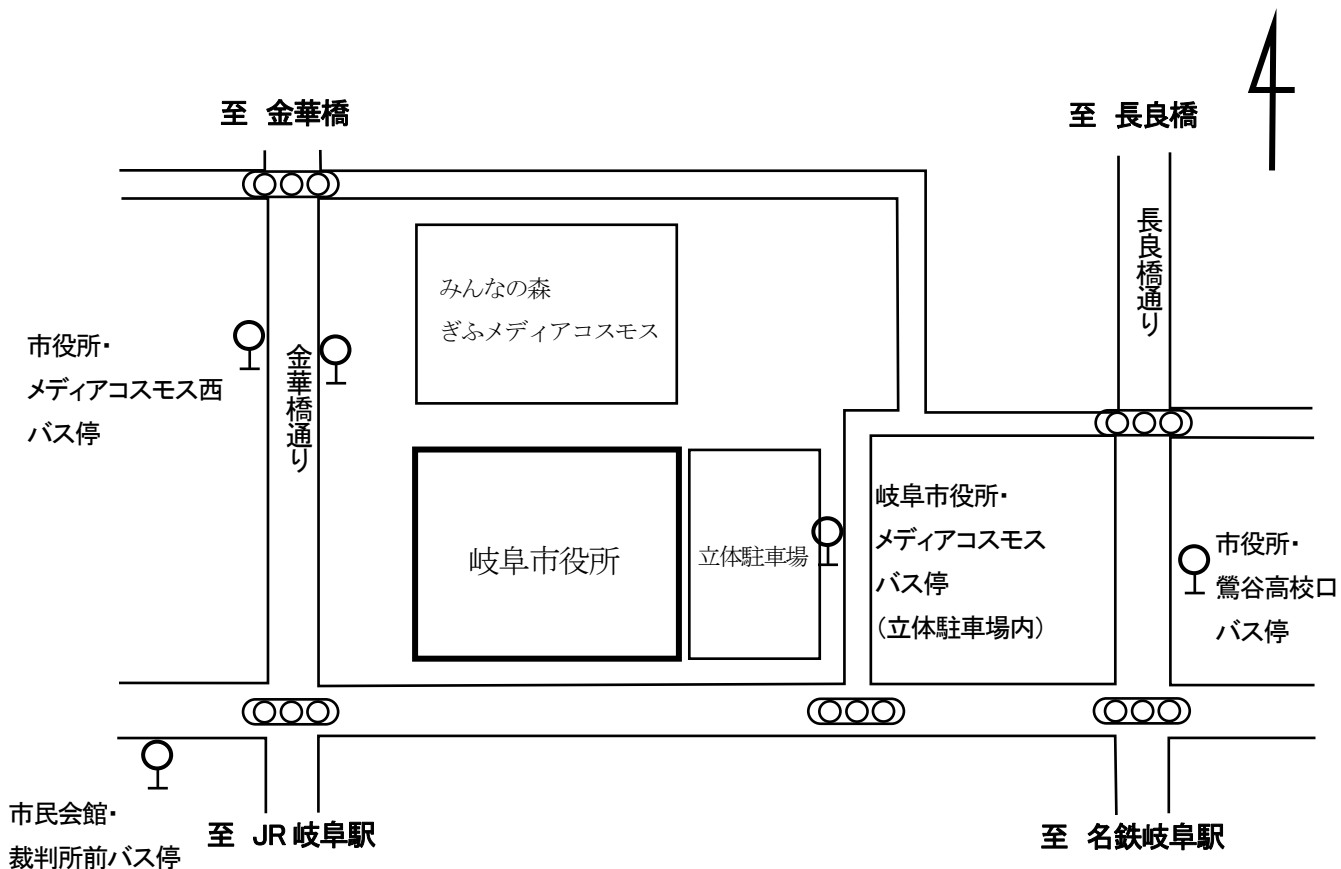 至 金華橋
至 長良橋
長良橋通り
みんなの森
ぎふメディアコスモス
市役所・
メディアコスモス西
バス停
金華橋通り
岐阜市役所
立体駐車場
岐阜市役所・
メディアコスモス
バス停
(立体駐車場内)
市役所・
鶯谷高校口
バス停
市民会館・
裁判所前バス停
至 JR岐阜駅
至 名鉄岐阜駅